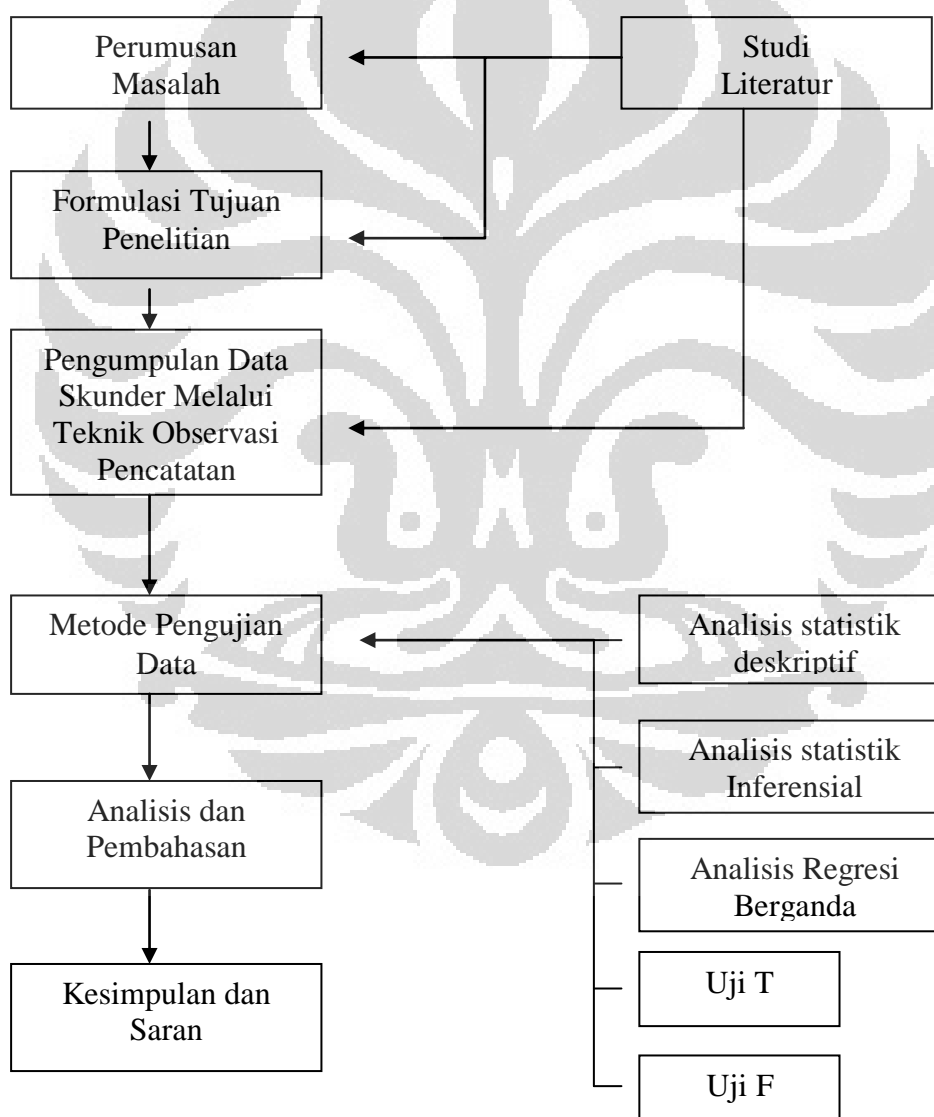 Perumusan
Masalah
Studi
Literatur
Formulasi Tujuan
Penelitian
Pengumpulan Data
Skunder Melalui
Teknik Observasi
Pencatatan
Metode Pengujian
Data
Analisis statistik
deskriptif
Analisis statistik
Inferensial
Analisis dan
Pembahasan
Analisis Regresi
Berganda
Kesimpulan dan
Saran
Uji T
Uji F